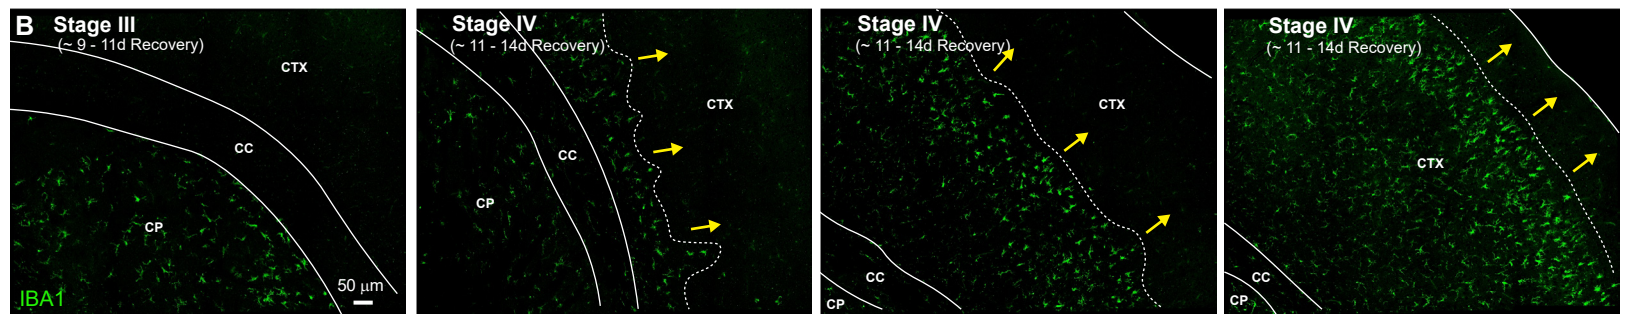 B Stage III
(~ 9 - 11d Recovery)
CTX
CC
CP
50 μm
IBA1
Stage IV
(~ 11 - 14d Recovery)
CTX
CC
CP
Stage IV
(~ 11 - 14d Recovery)
CTX
CC
CP
Stage IV
(~ 11 - 14d Recovery)
CTX
CC
CP